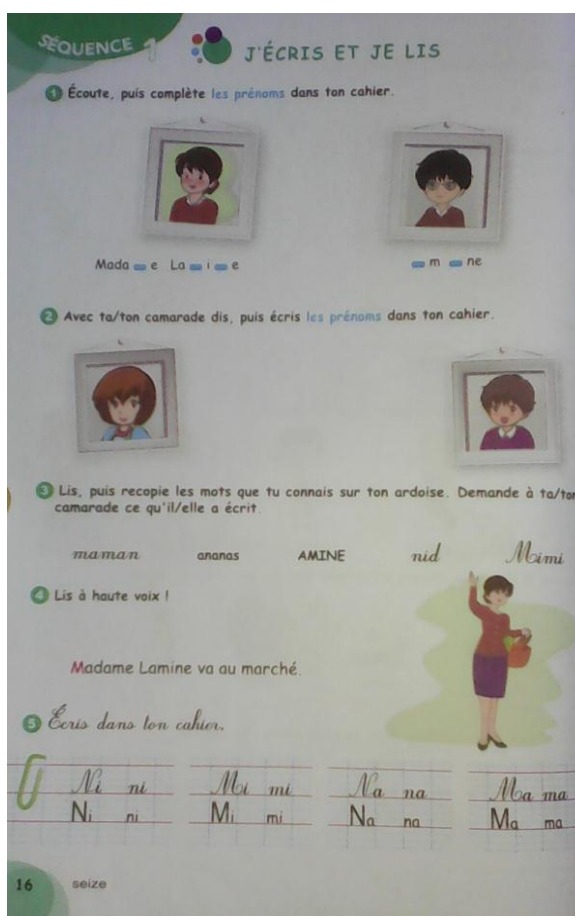 SÉQUENCE 1
J'ÉCRIS ET JE LIS
1 Écoute, puis complète les prénoms dans ton cahier.
Mada e La i e
m ne
2 Avec ta/ton camarade dis, puis écris les prénoms dans ton cahier.
3 Lis, puis recopie les mots que tu connais sur ton ardoise. Demande à ta/ton
camarade ce qu'il/elle a écrit.
maman ananas AMINE nid Mimi
4 Lis à haute voix !
Madame Lamine va au marché.
5 Écris dans ton cahier.
Ni ni Mi mi Na na Ma ma
Ni ni Mi mi Na na Ma ma
16 seize